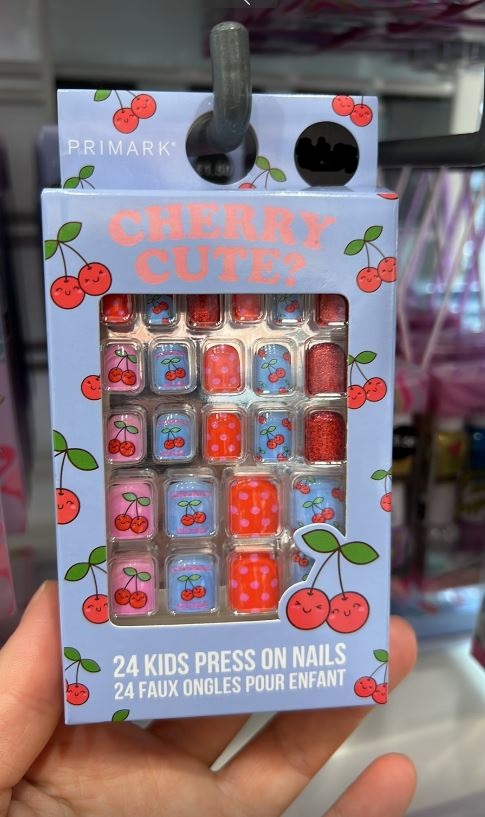 PRIMARK®
CHERRY
CUTE?
24 KIDS PRESS ON NAILS
24 FAUX ONGLES POUR ENFANT